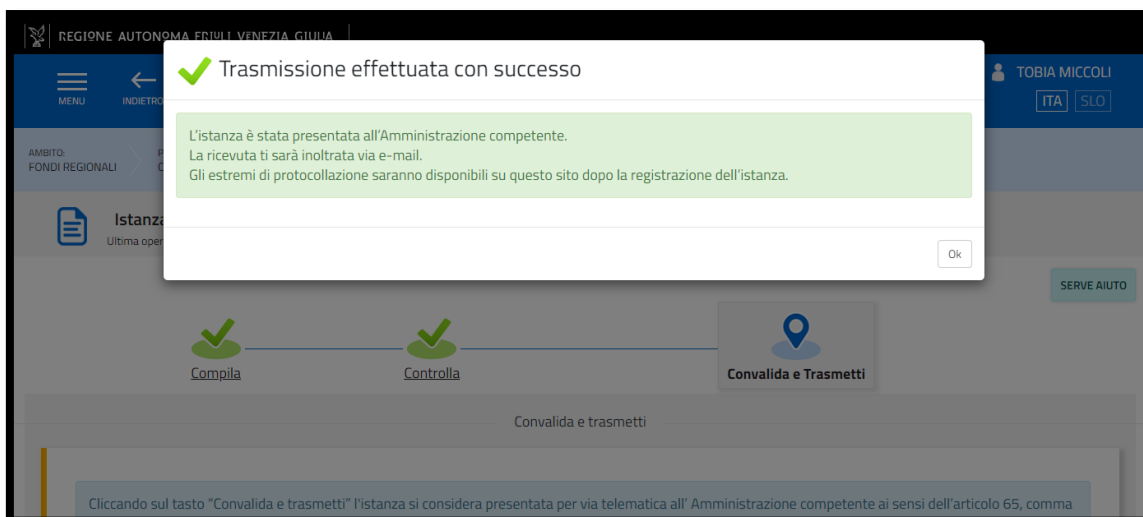 REGIONE AUTONOMA FRIULI VENEZIA GIULIA
Trasmissione effettuata con successo
TOBIA MICCOLI
MENU
INDIETRO
ITA SLO
L'istanza è stata presentata all'Amministrazione competente.
La ricevuta ti sarà inoltrata via e-mail.
Gli estremi di protocollazione saranno disponibili su questo sito dopo la registrazione dell'istanza.
AMBITO:
FONDI REGIONALI
Istanza
Ultima oper
Ok
SERVE AIUTO
Compila
Controlla
Convalida e Trasmetti
Convalida e trasmetti
Cliccando sul tasto "Convalida e trasmetti" l'istanza si considera presentata per via telematica all' Amministrazione competente ai sensi dell'articolo 65, comma